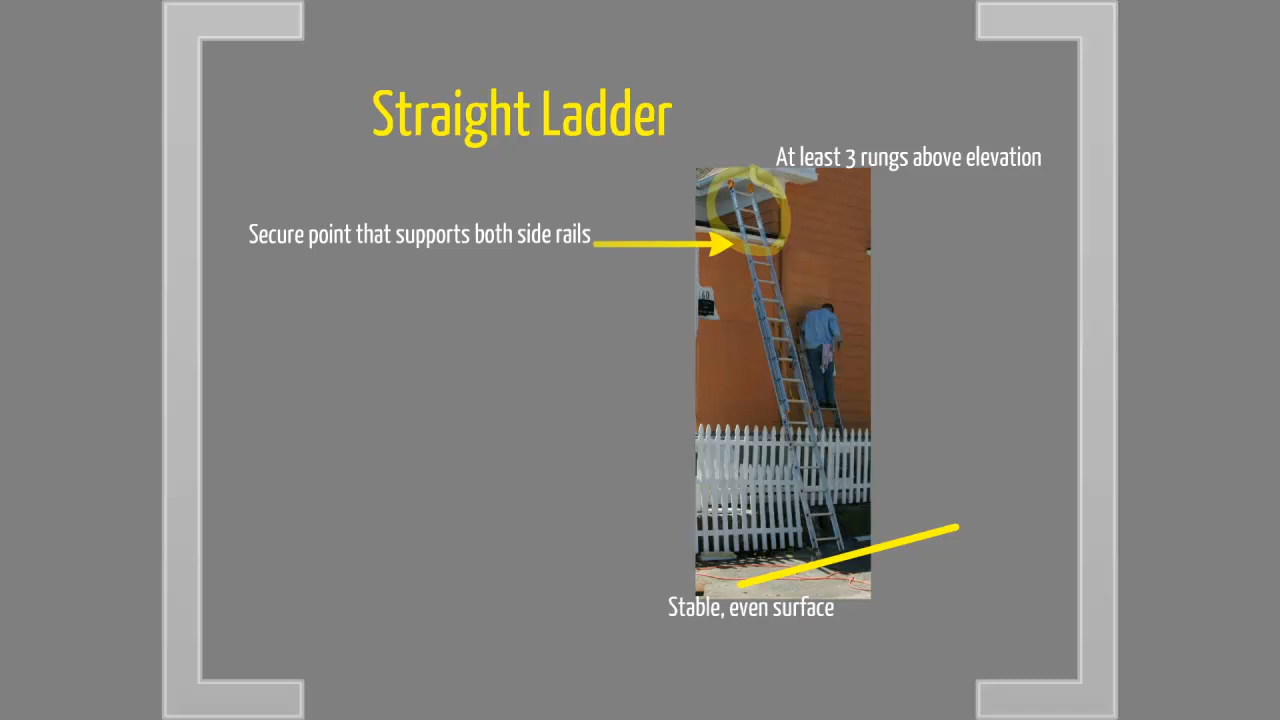 Straight Ladder
At least 3 rungs above elevation
Secure point that supports both side rails
Stable, even surface